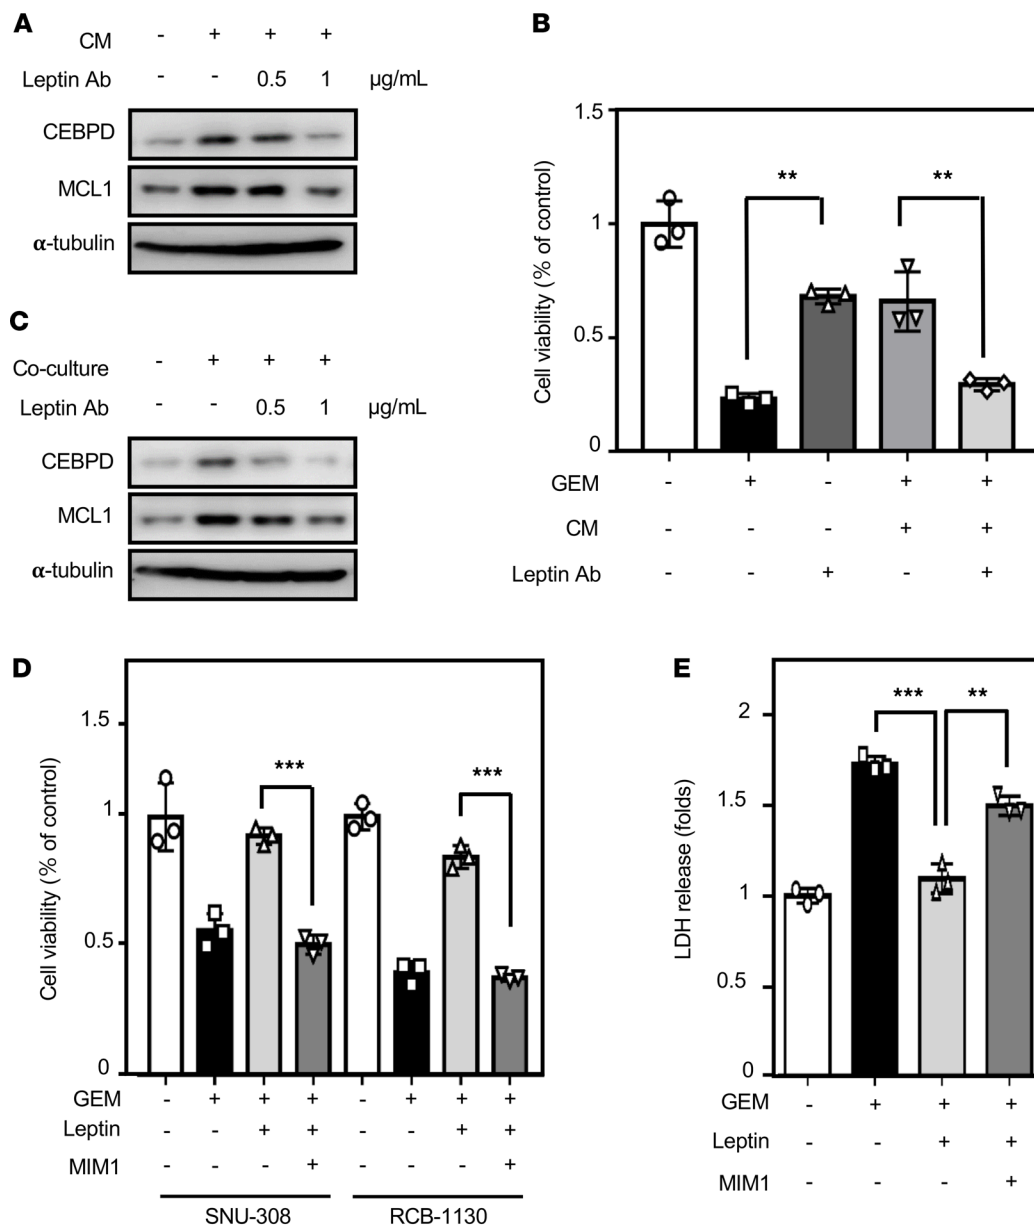 A
CM - + + +
Leptin Ab - - 0.5 1 µg/mL
CEBPD
MCL1
α-tubulin
B
Cell viability (% of control)
1.5
1
0.5
0
** **
GEM - + - + +
CM - - - + +
Leptin Ab - - + - +
C
Co-culture - + + +
Leptin Ab - - 0.5 1 µg/mL
CEBPD
MCL1
α-tubulin
D
Cell viability (% of control)
1.5
1
0.5
0
*** ***
GEM - + + + - + + +
Leptin - - + + - - + +
MIM1 - - - + - - - +
SNU-308 RCB-1130
E
LDH release (folds)
2
1.5
1
0.5
0
*** **
GEM - + + +
Leptin - - + +
MIM1 - - - +